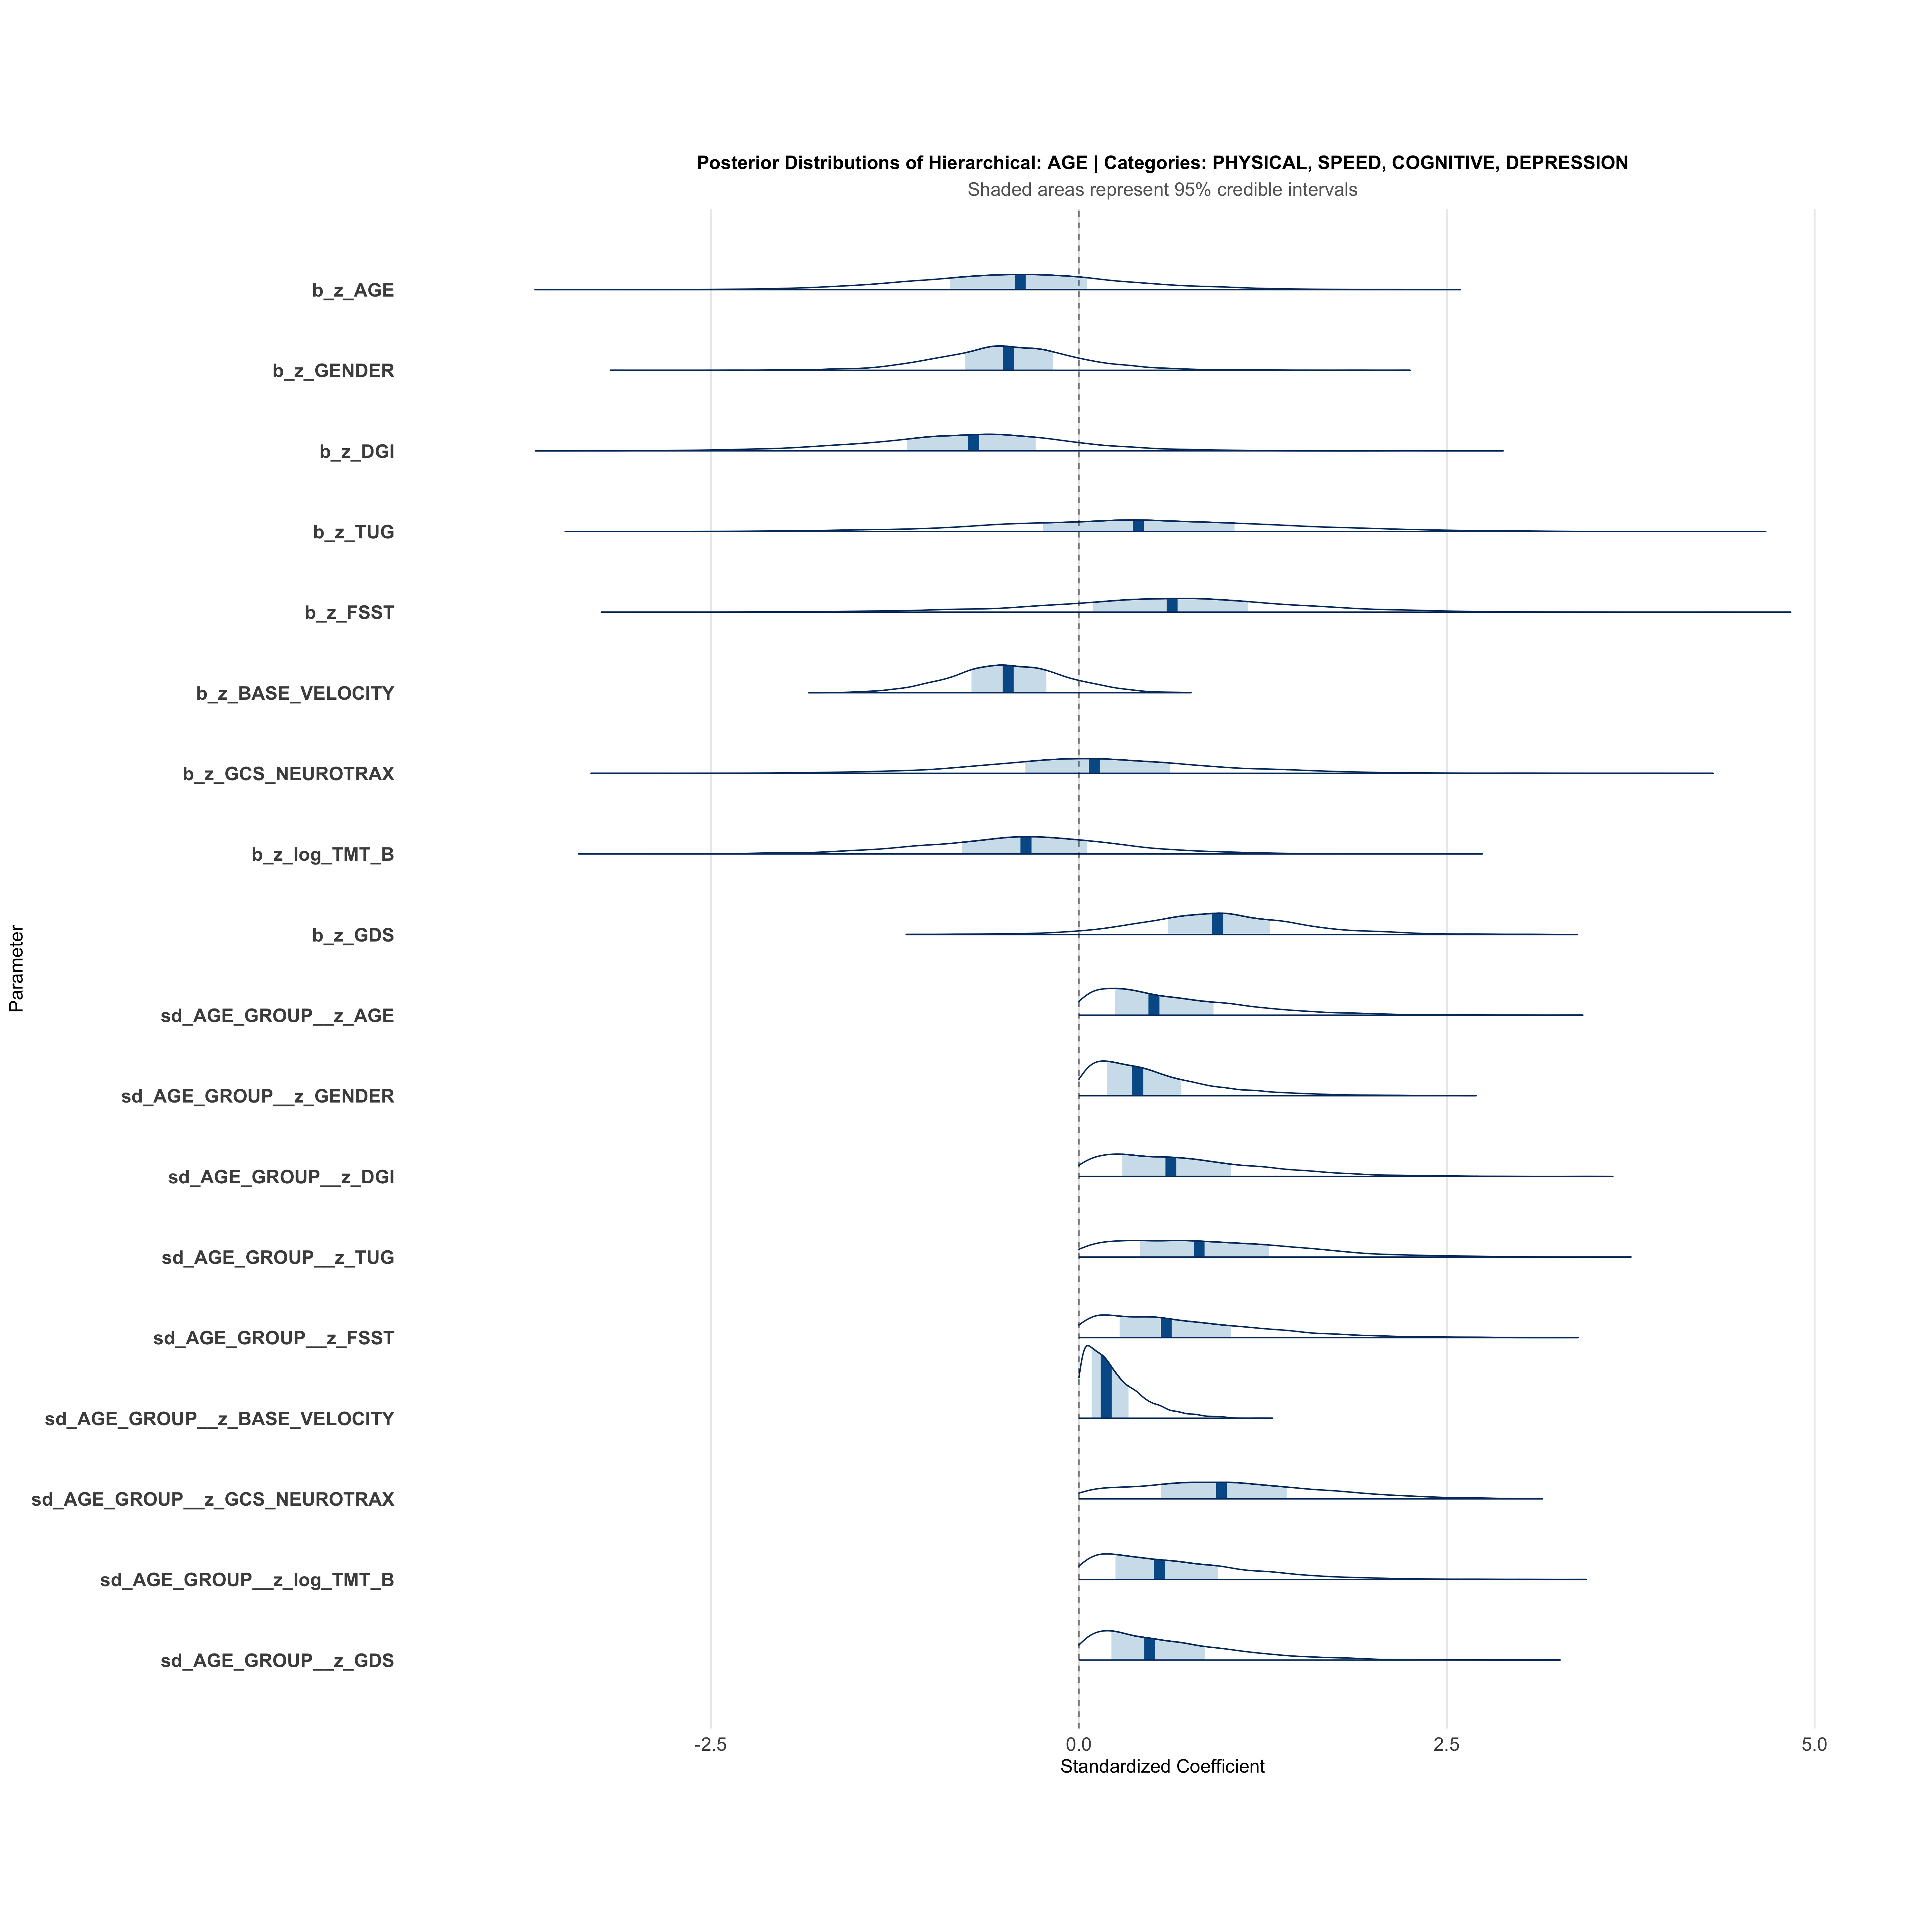 Posterior Distributions of Hierarchical: AGE | Categories: PHYSICAL, SPEED, COGNITIVE, DEPRESSION
Shaded areas represent 95% credible intervals
Parameter
b_z_AGE
b_z_GENDER
b_z_DGI
b_z_TUG
b_z_FSST
b_z_BASE_VELOCITY
b_z_GCS_NEUROTRAX
b_z_log_TMT_B
b_z_GDS
sd_AGE_GROUP__z_AGE
sd_AGE_GROUP__z_GENDER
sd_AGE_GROUP__z_DGI
sd_AGE_GROUP__z_TUG
sd_AGE_GROUP__z_FSST
sd_AGE_GROUP__z_BASE_VELOCITY
sd_AGE_GROUP__z_GCS_NEUROTRAX
sd_AGE_GROUP__z_log_TMT_B
sd_AGE_GROUP__z_GDS
-2.5 0.0 2.5 5.0
Standardized Coefficient